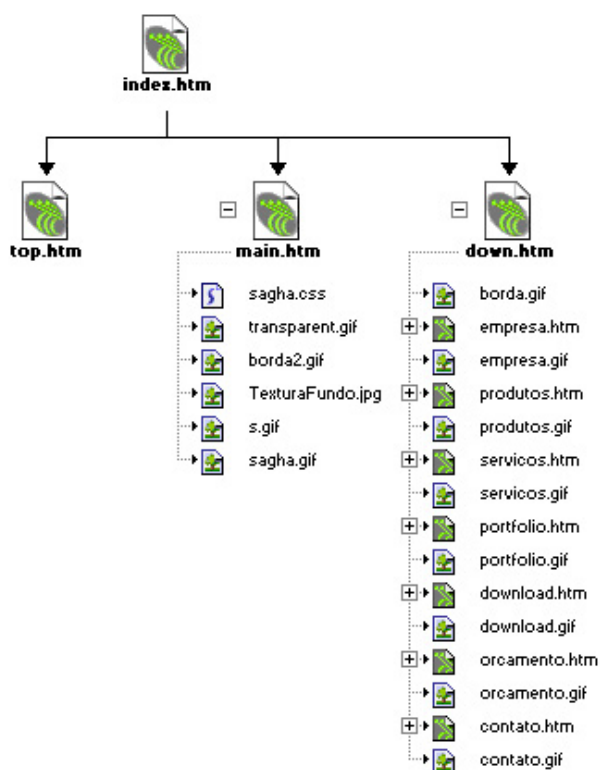 index.htm
top.htm
main.htm
down.htm
sagha.css
transparent.gif
borda2.gif
TexturaFundo.jpg
s.gif
sagha.gif
borda.gif
empresa.htm
empresa.gif
produtos.htm
produtos.gif
servicos.htm
servicos.gif
portfolio.htm
portfolio.gif
download.htm
download.gif
orcamento.htm
orcamento.gif
contato.htm
contato.gif